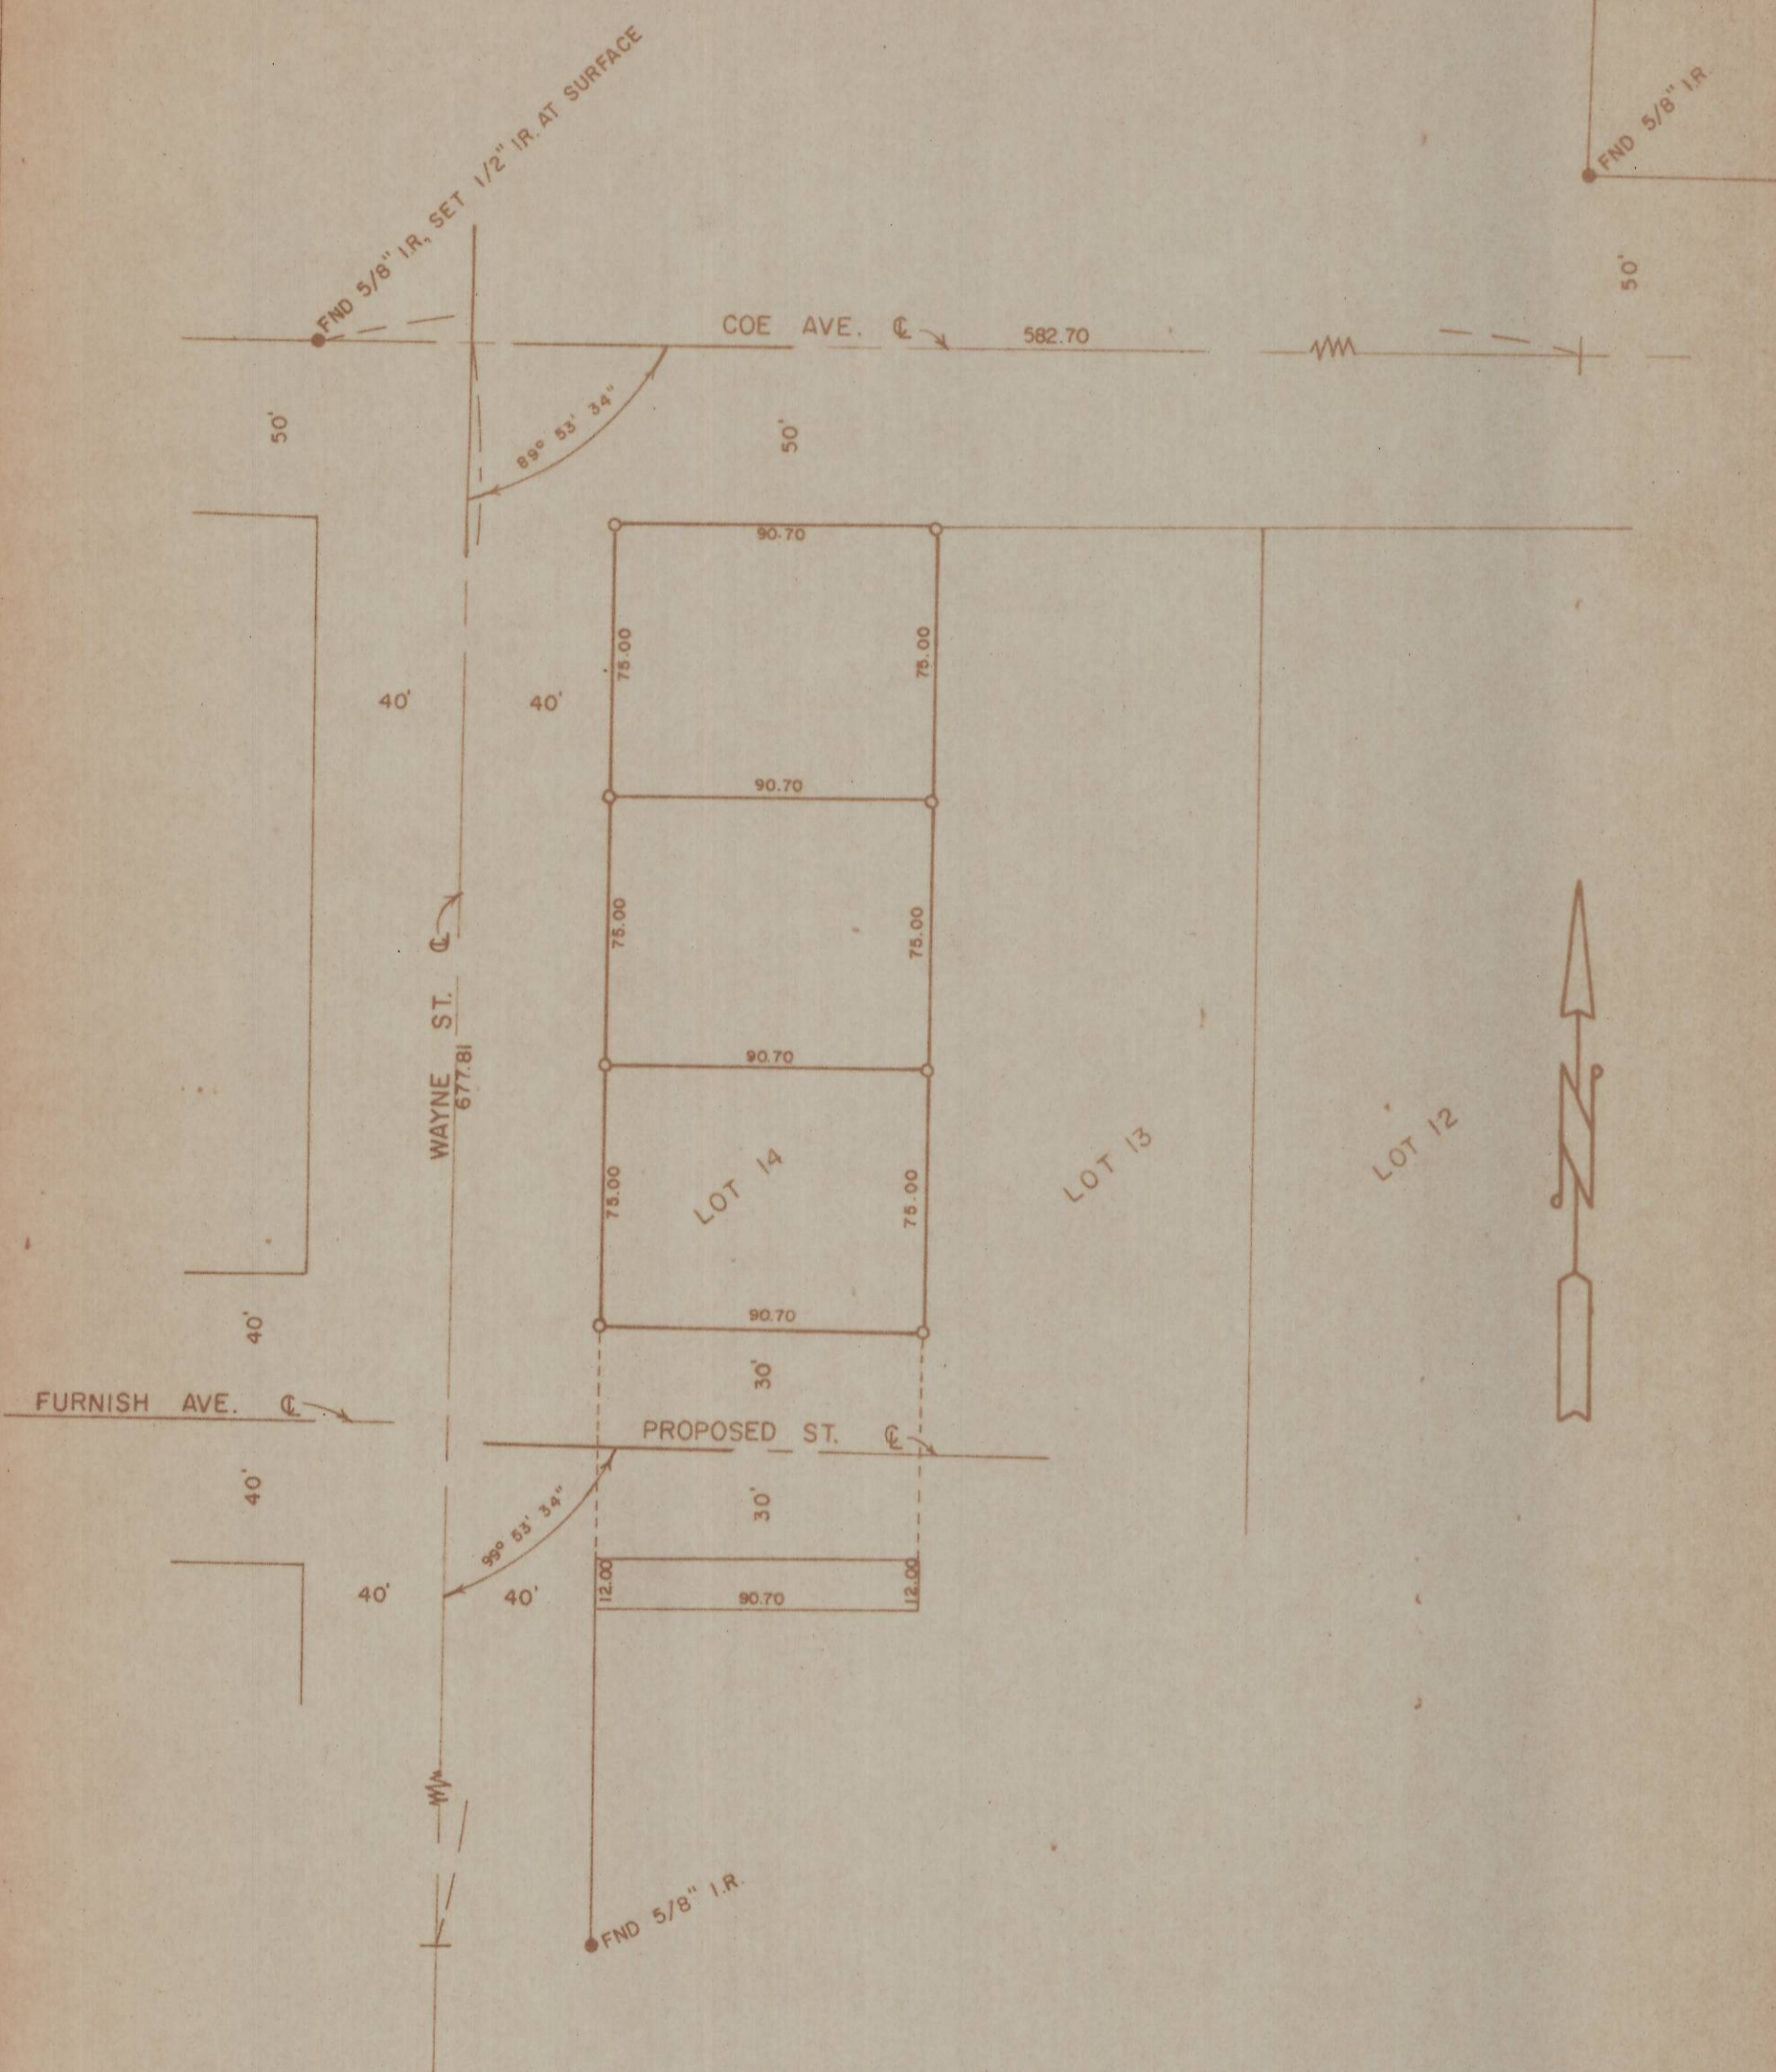 FND 5/8" I.R., SET 1/2" I.R. AT SURFACE
FND 5/8" I.R.
50'
COE AVE. ℄
582.70
89° 53' 34"
50'
50'
90.70
75.00
75.00
40'
40'
90.70
75.00
75.00
WAYNE ST. ℄
677.81
90.70
75.00
75.00
LOT 14
LOT 13
LOT 12
N
90.70
40'
30'
FURNISH AVE. ℄
PROPOSED ST. ℄
40'
30'
99° 53' 34"
40'
40'
12.00
12.00
90.70
FND 5/8" I.R.